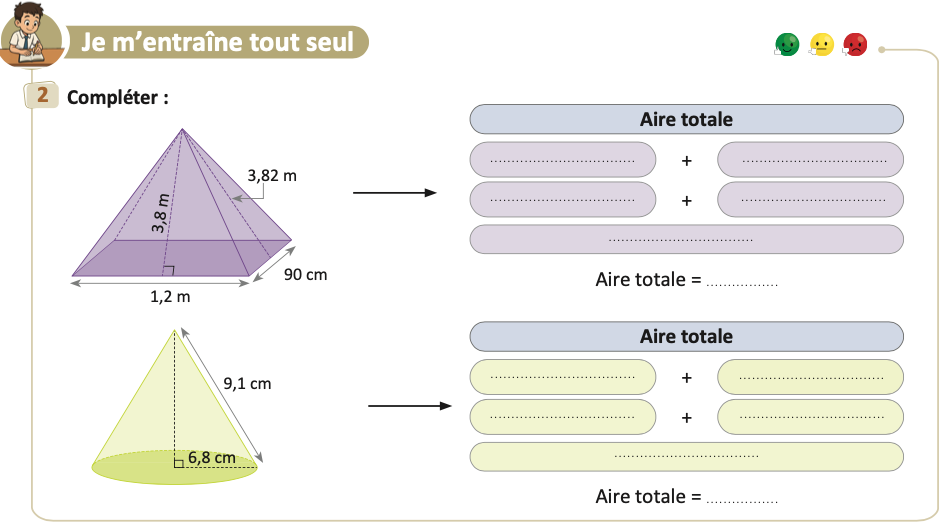 Je m’entraîne tout seul
2 Compléter :
3,82 m
3,8 m
90 cm
1,2 m
Aire totale
.................................. + ..................................
.................................. + ..................................
..................................
Aire totale = .................
9,1 cm
6,8 cm
Aire totale
.................................. + ..................................
.................................. + ..................................
..................................
Aire totale = .................